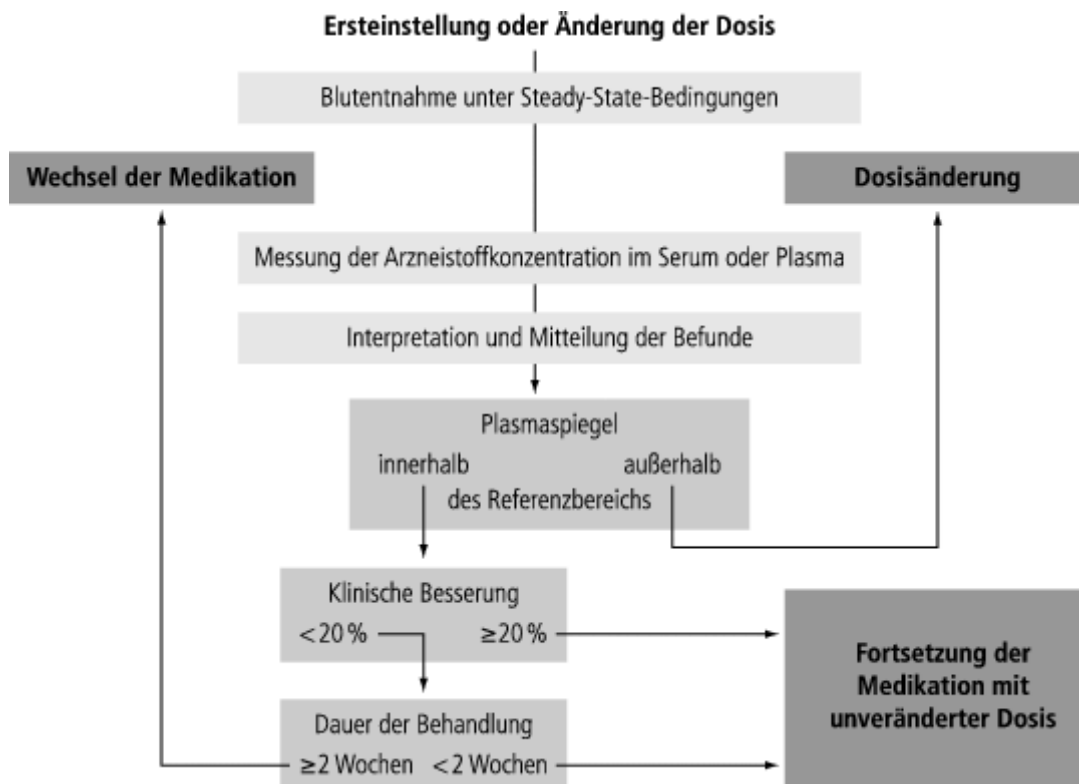 Ersteinstellung oder Änderung der Dosis
Blutentnahme unter Steady-State-Bedingungen
Wechsel der Medikation
Dosisänderung
Messung der Arzneistoffkonzentration im Serum oder Plasma
Interpretation und Mitteilung der Befunde
Plasmaspiegel
innerhalb außerhalb
des Referenzbereichs
Klinische Besserung
<20 % ≥20 %
Fortsetzung der
Medikation mit
unveränderter Dosis
Dauer der Behandlung
≥2 Wochen <2 Wochen